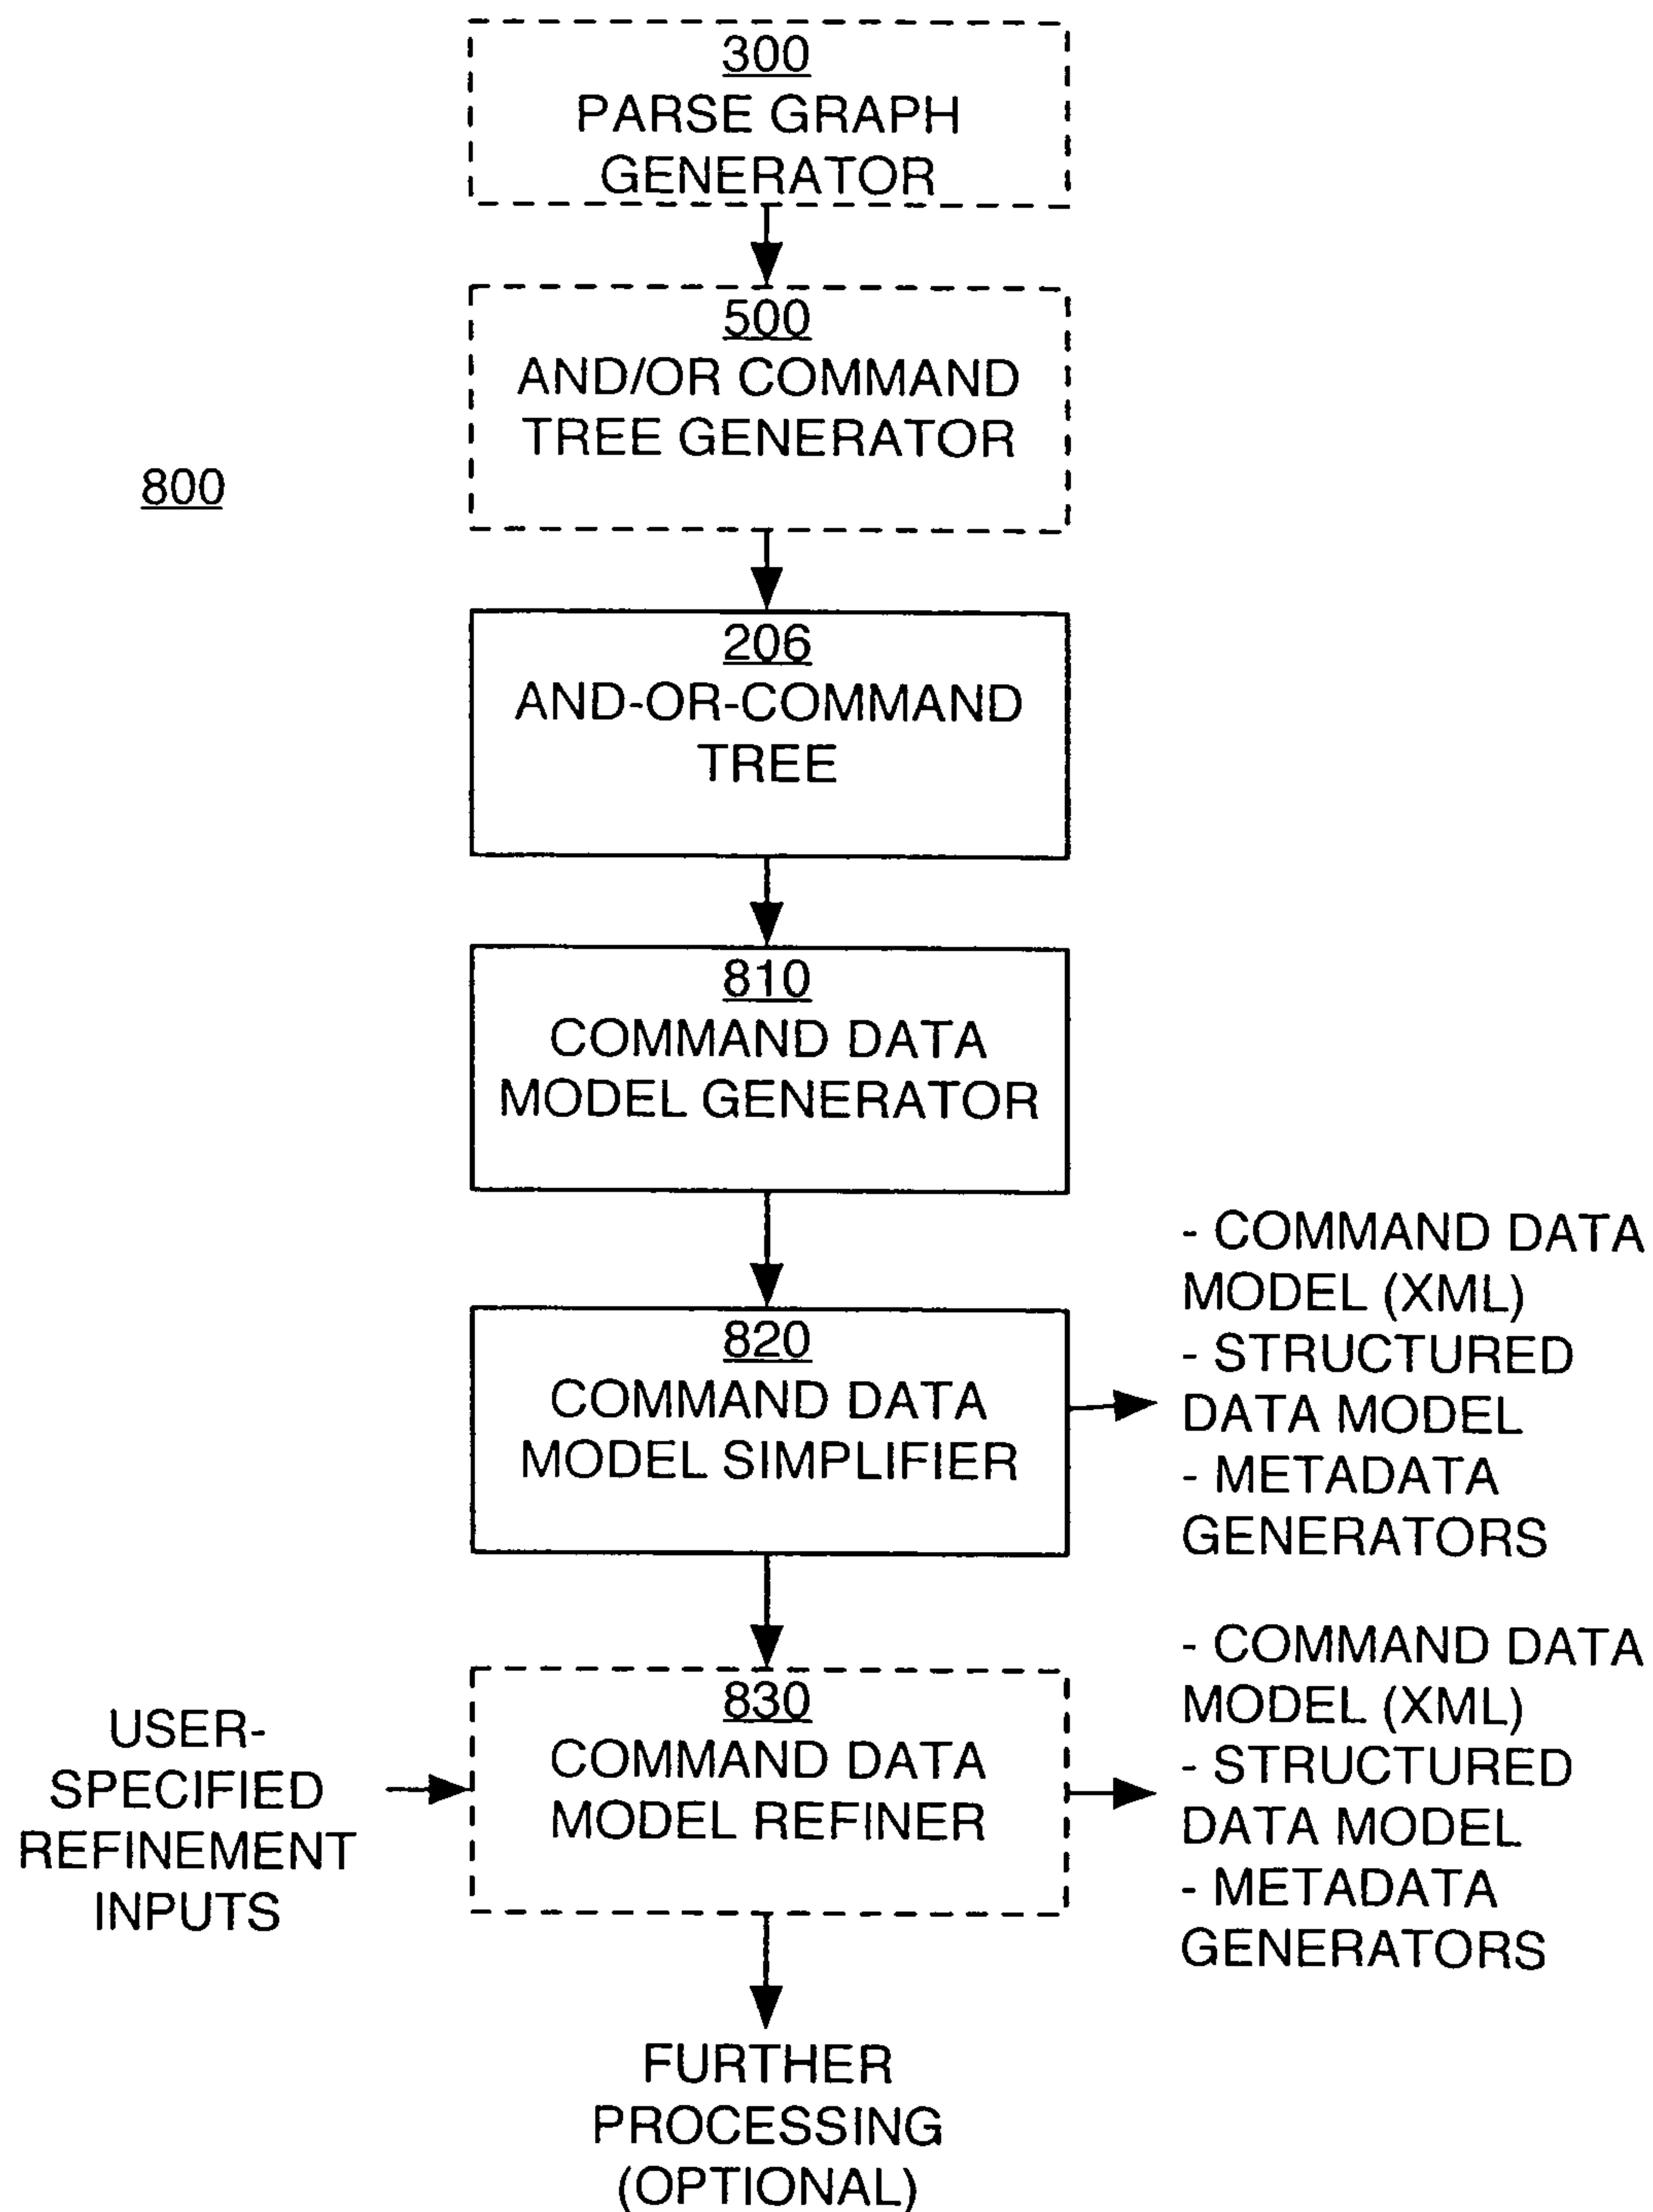 300
PARSE GRAPH
GENERATOR
500
AND/OR COMMAND
TREE GENERATOR
800
206
AND-OR-COMMAND
TREE
810
COMMAND DATA
MODEL GENERATOR
820
COMMAND DATA
MODEL SIMPLIFIER
- COMMAND DATA
MODEL (XML)
- STRUCTURED
DATA MODEL
- METADATA
GENERATORS
USER-
SPECIFIED
REFINEMENT
INPUTS
830
COMMAND DATA
MODEL REFINER
- COMMAND DATA
MODEL (XML)
- STRUCTURED
DATA MODEL
- METADATA
GENERATORS
FURTHER
PROCESSING
(OPTIONAL)